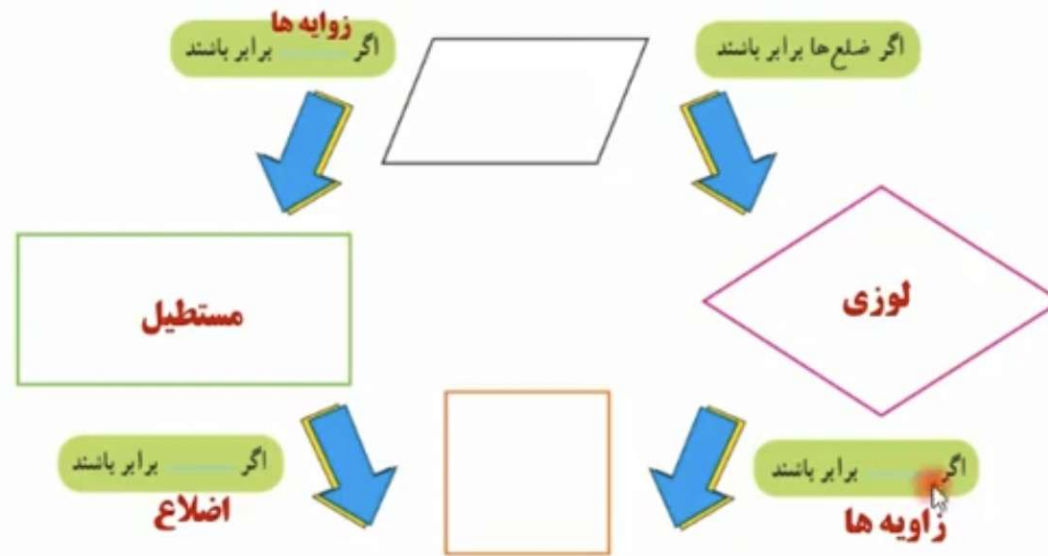 اگر ضلع‌ها برابر باشند
زوایه ها
اگر ........ برابر باشند
لوزی
مستطیل
اگر ........ برابر باشند
زاویه ها
اگر ........ برابر باشند
اضلاع